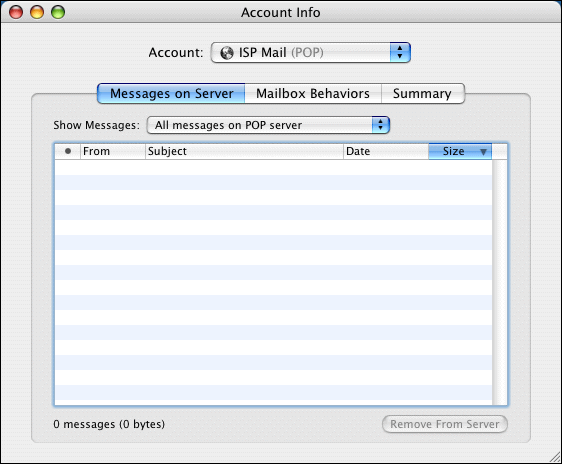 Account Info
Account: ISP Mail (POP)
Messages on Server Mailbox Behaviors Summary
Show Messages: All messages on POP server
From Subject Date Size
0 messages (0 bytes) Remove From Server